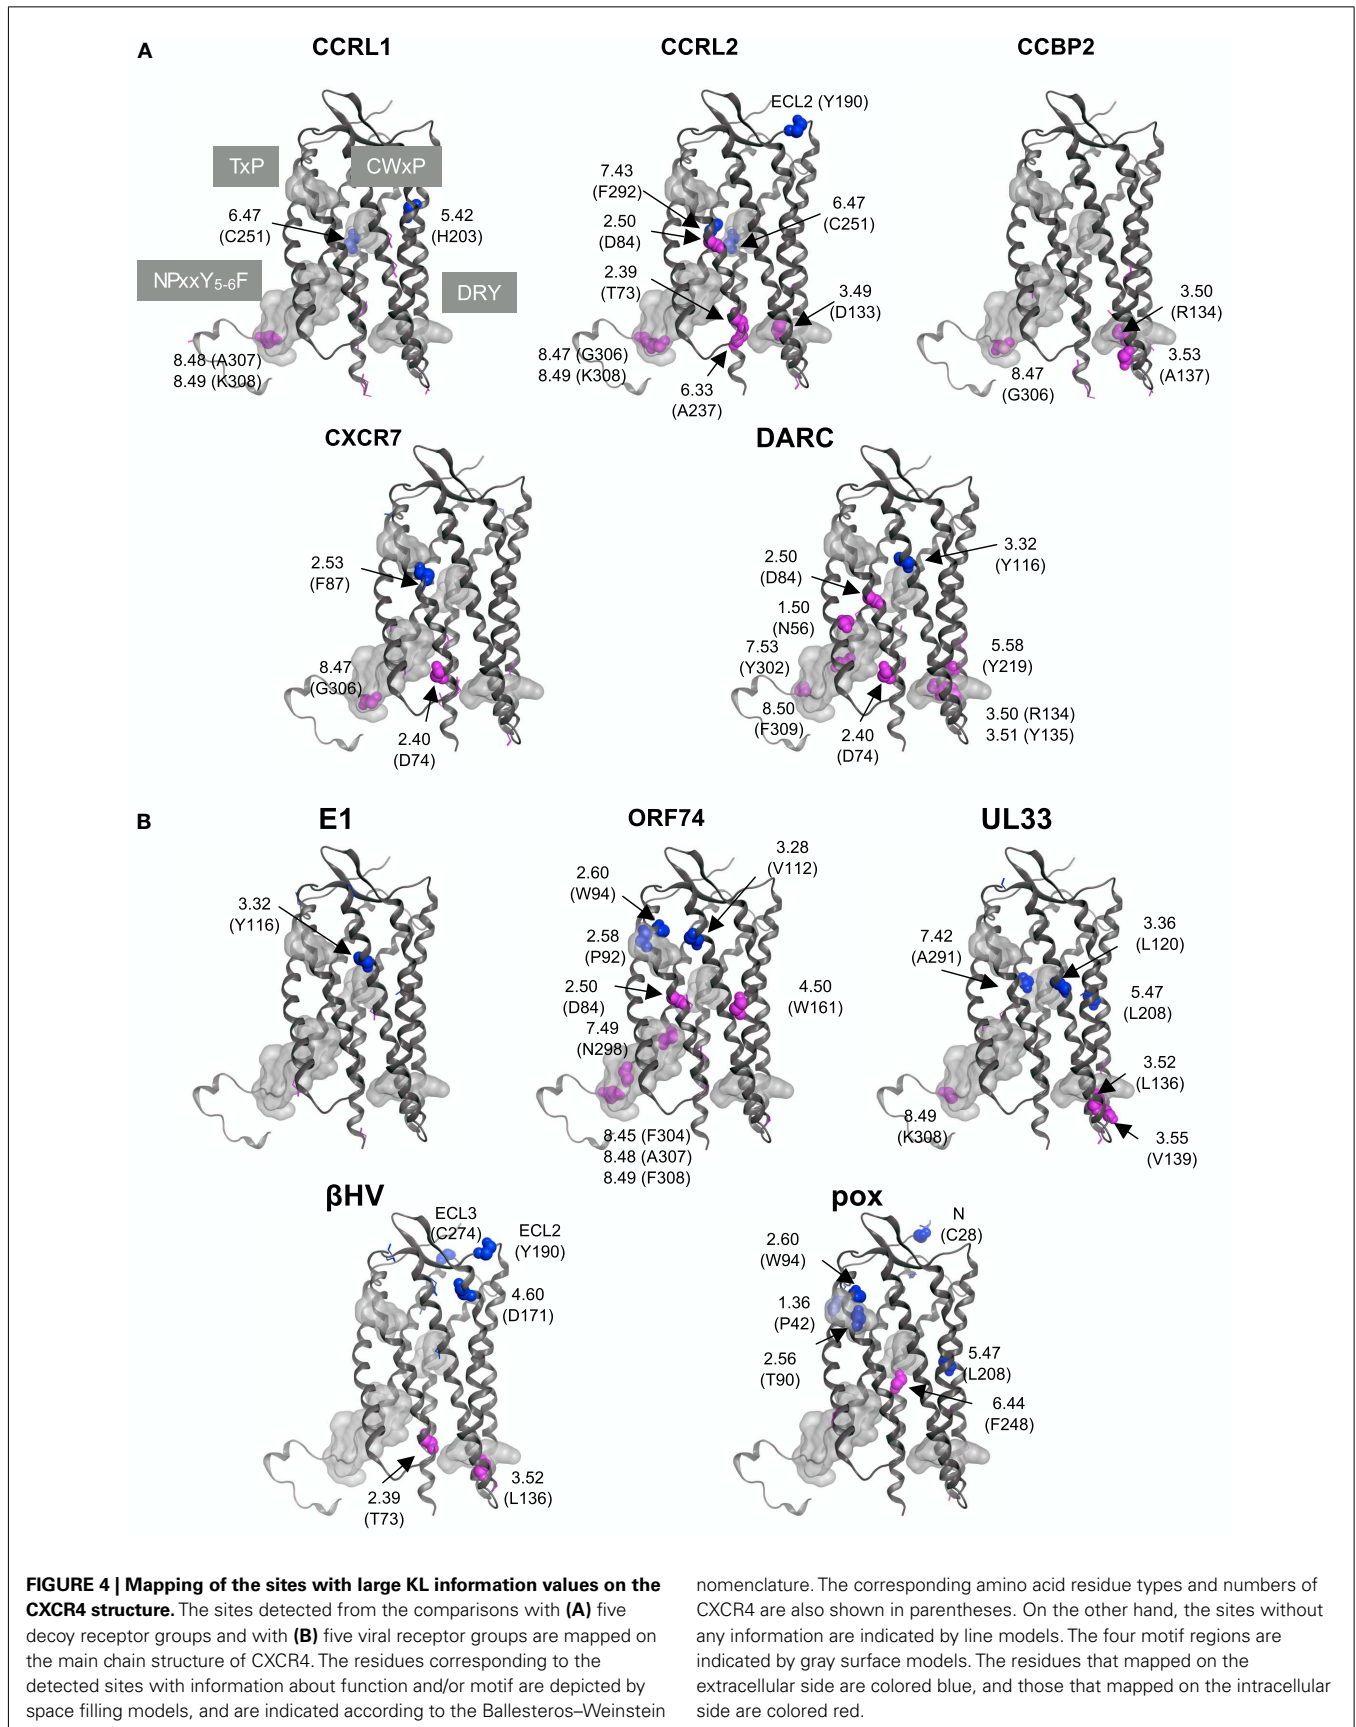 A
CCRL1
CCRL2
CCBP2
ECL2 (Y190)
TxP
CWxP
7.43
(F292)
6.47
(C251)
5.42
(H203)
2.50
(D84)
6.47
(C251)
NPxxY5-6F
DRY
2.39
(T73)
3.49
(D133)
3.50
(R134)
8.48 (A307)
8.49 (K308)
8.47 (G306)
8.49 (K308)
6.33
(A237)
8.47
(G306)
3.53
(A137)
CXCR7
DARC
2.53
(F87)
2.50
(D84)
3.32
(Y116)
1.50
(N56)
8.47
(G306)
7.53
(Y302)
5.58
(Y219)
2.40
(D74)
8.50
(F309)
2.40
(D74)
3.50 (R134)
3.51 (Y135)
B
E1
ORF74
UL33
3.28
(V112)
2.60
(W94)
3.32
(Y116)
2.58
(P92)
7.42
(A291)
3.36
(L120)
2.50
(D84)
4.50
(W161)
5.47
(L208)
7.49
(N298)
3.52
(L136)
8.49
(K308)
8.45 (F304)
8.48 (A307)
8.49 (F308)
3.55
(V139)
βHV
pox
ECL3
(C274)
ECL2
(Y190)
N
(C28)
2.60
(W94)
4.60
(D171)
1.36
(P42)
2.56
(T90)
5.47
(L208)
6.44
(F248)
2.39
(T73)
3.52
(L136)
FIGURE 4 | Mapping of the sites with large KL information values on the
CXCR4 structure. The sites detected from the comparisons with (A) five
decoy receptor groups and with (B) five viral receptor groups are mapped on
the main chain structure of CXCR4. The residues corresponding to the
detected sites with information about function and/or motif are depicted by
space filling models, and are indicated according to the Ballesteros–Weinstein
nomenclature. The corresponding amino acid residue types and numbers of
CXCR4 are also shown in parentheses. On the other hand, the sites without
any information are indicated by line models. The four motif regions are
indicated by gray surface models. The residues that mapped on the
extracellular side are colored blue, and those that mapped on the intracellular
side are colored red.